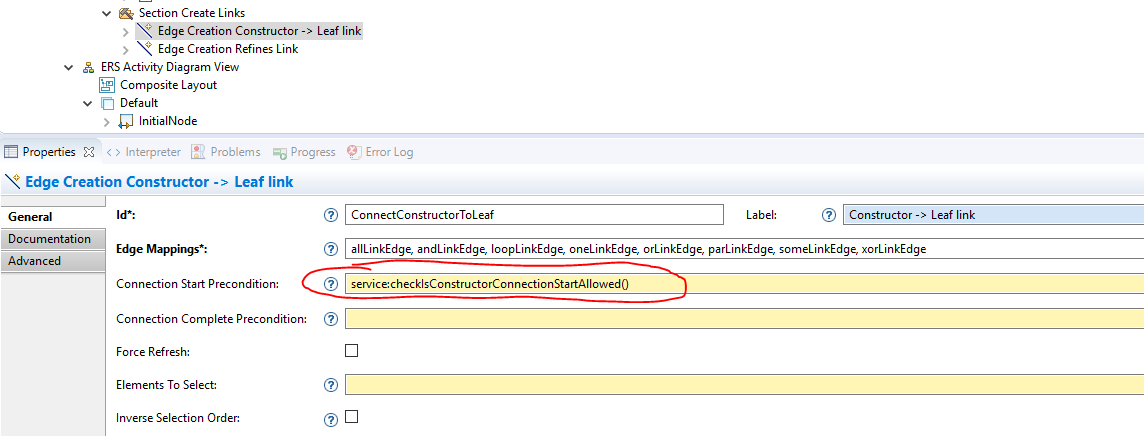 Section Create Links
Edge Creation Constructor -> Leaf link
Edge Creation Refines Link
ERS Activity Diagram View
Composite Layout
Default
InitialNode
Properties Interpreter Problems Progress Error Log
Edge Creation Constructor -> Leaf link
General
Documentation
Advanced
Id*: ? ConnectConstructorToLeaf Label: ? Constructor -> Leaf link
Edge Mappings*: ? allLinkEdge, andLinkEdge, loopLinkEdge, oneLinkEdge, orLinkEdge, parLinkEdge, someLinkEdge, xorLinkEdge
Connection Start Precondition: ? service:checkIsConstructorConnectionStartAllowed()
Connection Complete Precondition: ?
Force Refresh: ?
Elements To Select: ?
Inverse Selection Order: ?